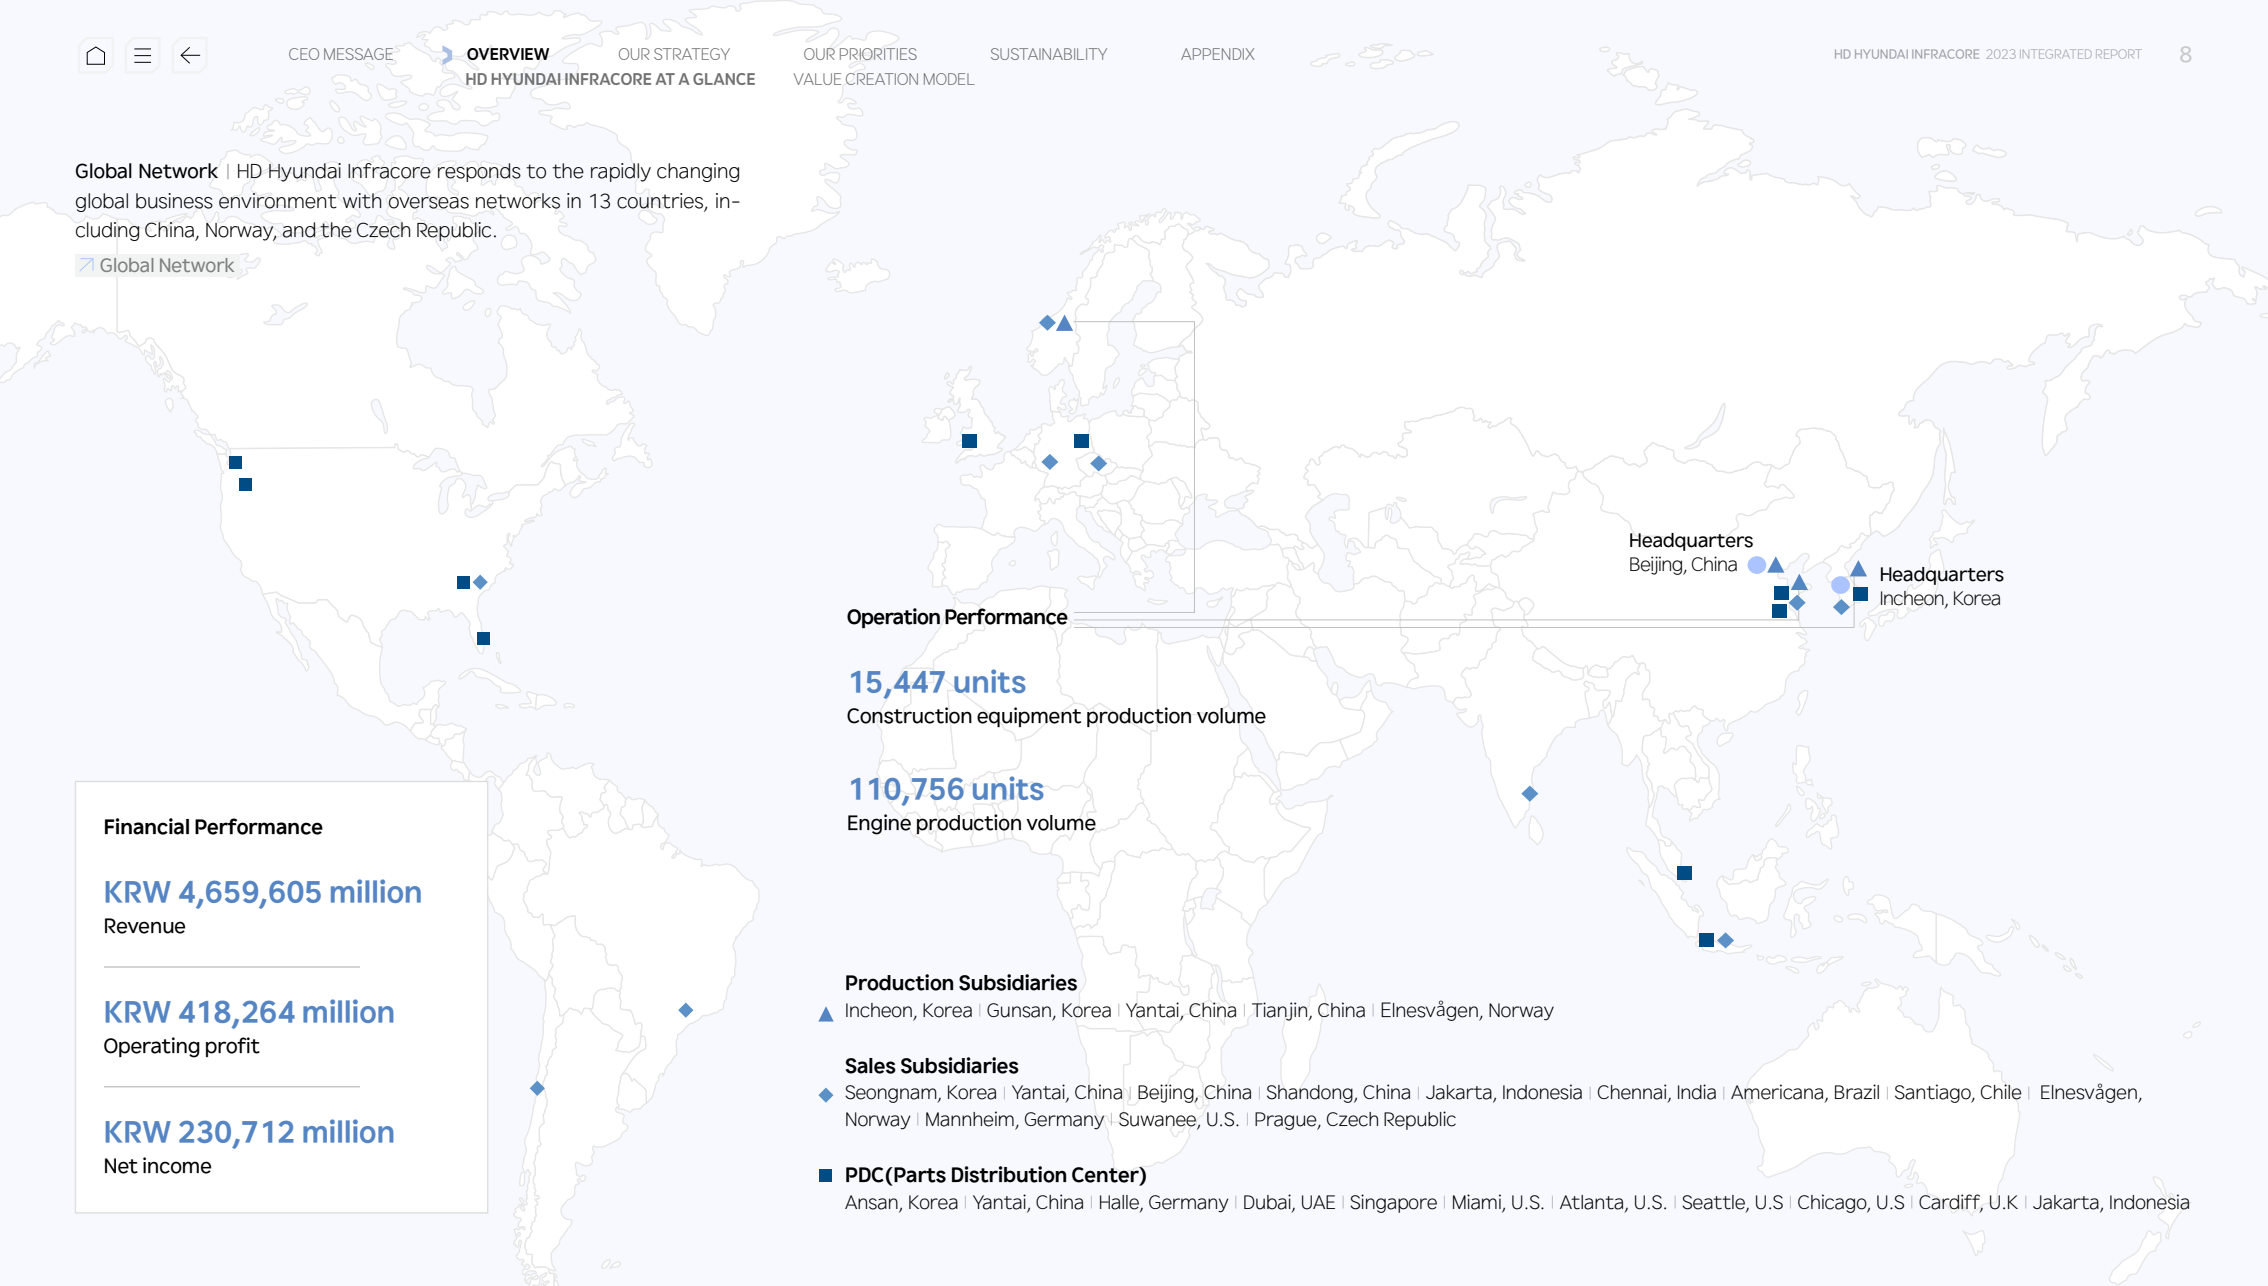 CEO MESSAGE
OVERVIEW
OUR STRATEGY
OUR PRIORITIES
SUSTAINABILITY
APPENDIX
HD HYUNDAI INFRACORE 2023 INTEGRATED REPORT
8
HD HYUNDAI INFRACORE AT A GLANCE
VALUE CREATION MODEL
Global Network | HD Hyundai Infracore responds to the rapidly changing
global business environment with overseas networks in 13 countries, in-
cluding China, Norway, and the Czech Republic.
Global Network
Headquarters
Beijing, China
Headquarters
Incheon, Korea
Operation Performance
15,447 units
Construction equipment production volume
110,756 units
Engine production volume
Financial Performance
KRW 4,659,605 million
Revenue
KRW 418,264 million
Operating profit
KRW 230,712 million
Net income
Production Subsidiaries
Incheon, Korea | Gunsan, Korea | Yantai, China | Tianjin, China | Elnesvågen, Norway
Sales Subsidiaries
Seongnam, Korea | Yantai, China | Beijing, China | Shandong, China | Jakarta, Indonesia | Chennai, India | Americana, Brazil | Santiago, Chile | Elnesvågen,
Norway | Mannheim, Germany | Suwanee, U.S. | Prague, Czech Republic
PDC(Parts Distribution Center)
Ansan, Korea | Yantai, China | Halle, Germany | Dubai, UAE | Singapore | Miami, U.S. | Atlanta, U.S. | Seattle, U.S | Chicago, U.S | Cardiff, U.K | Jakarta, Indonesia